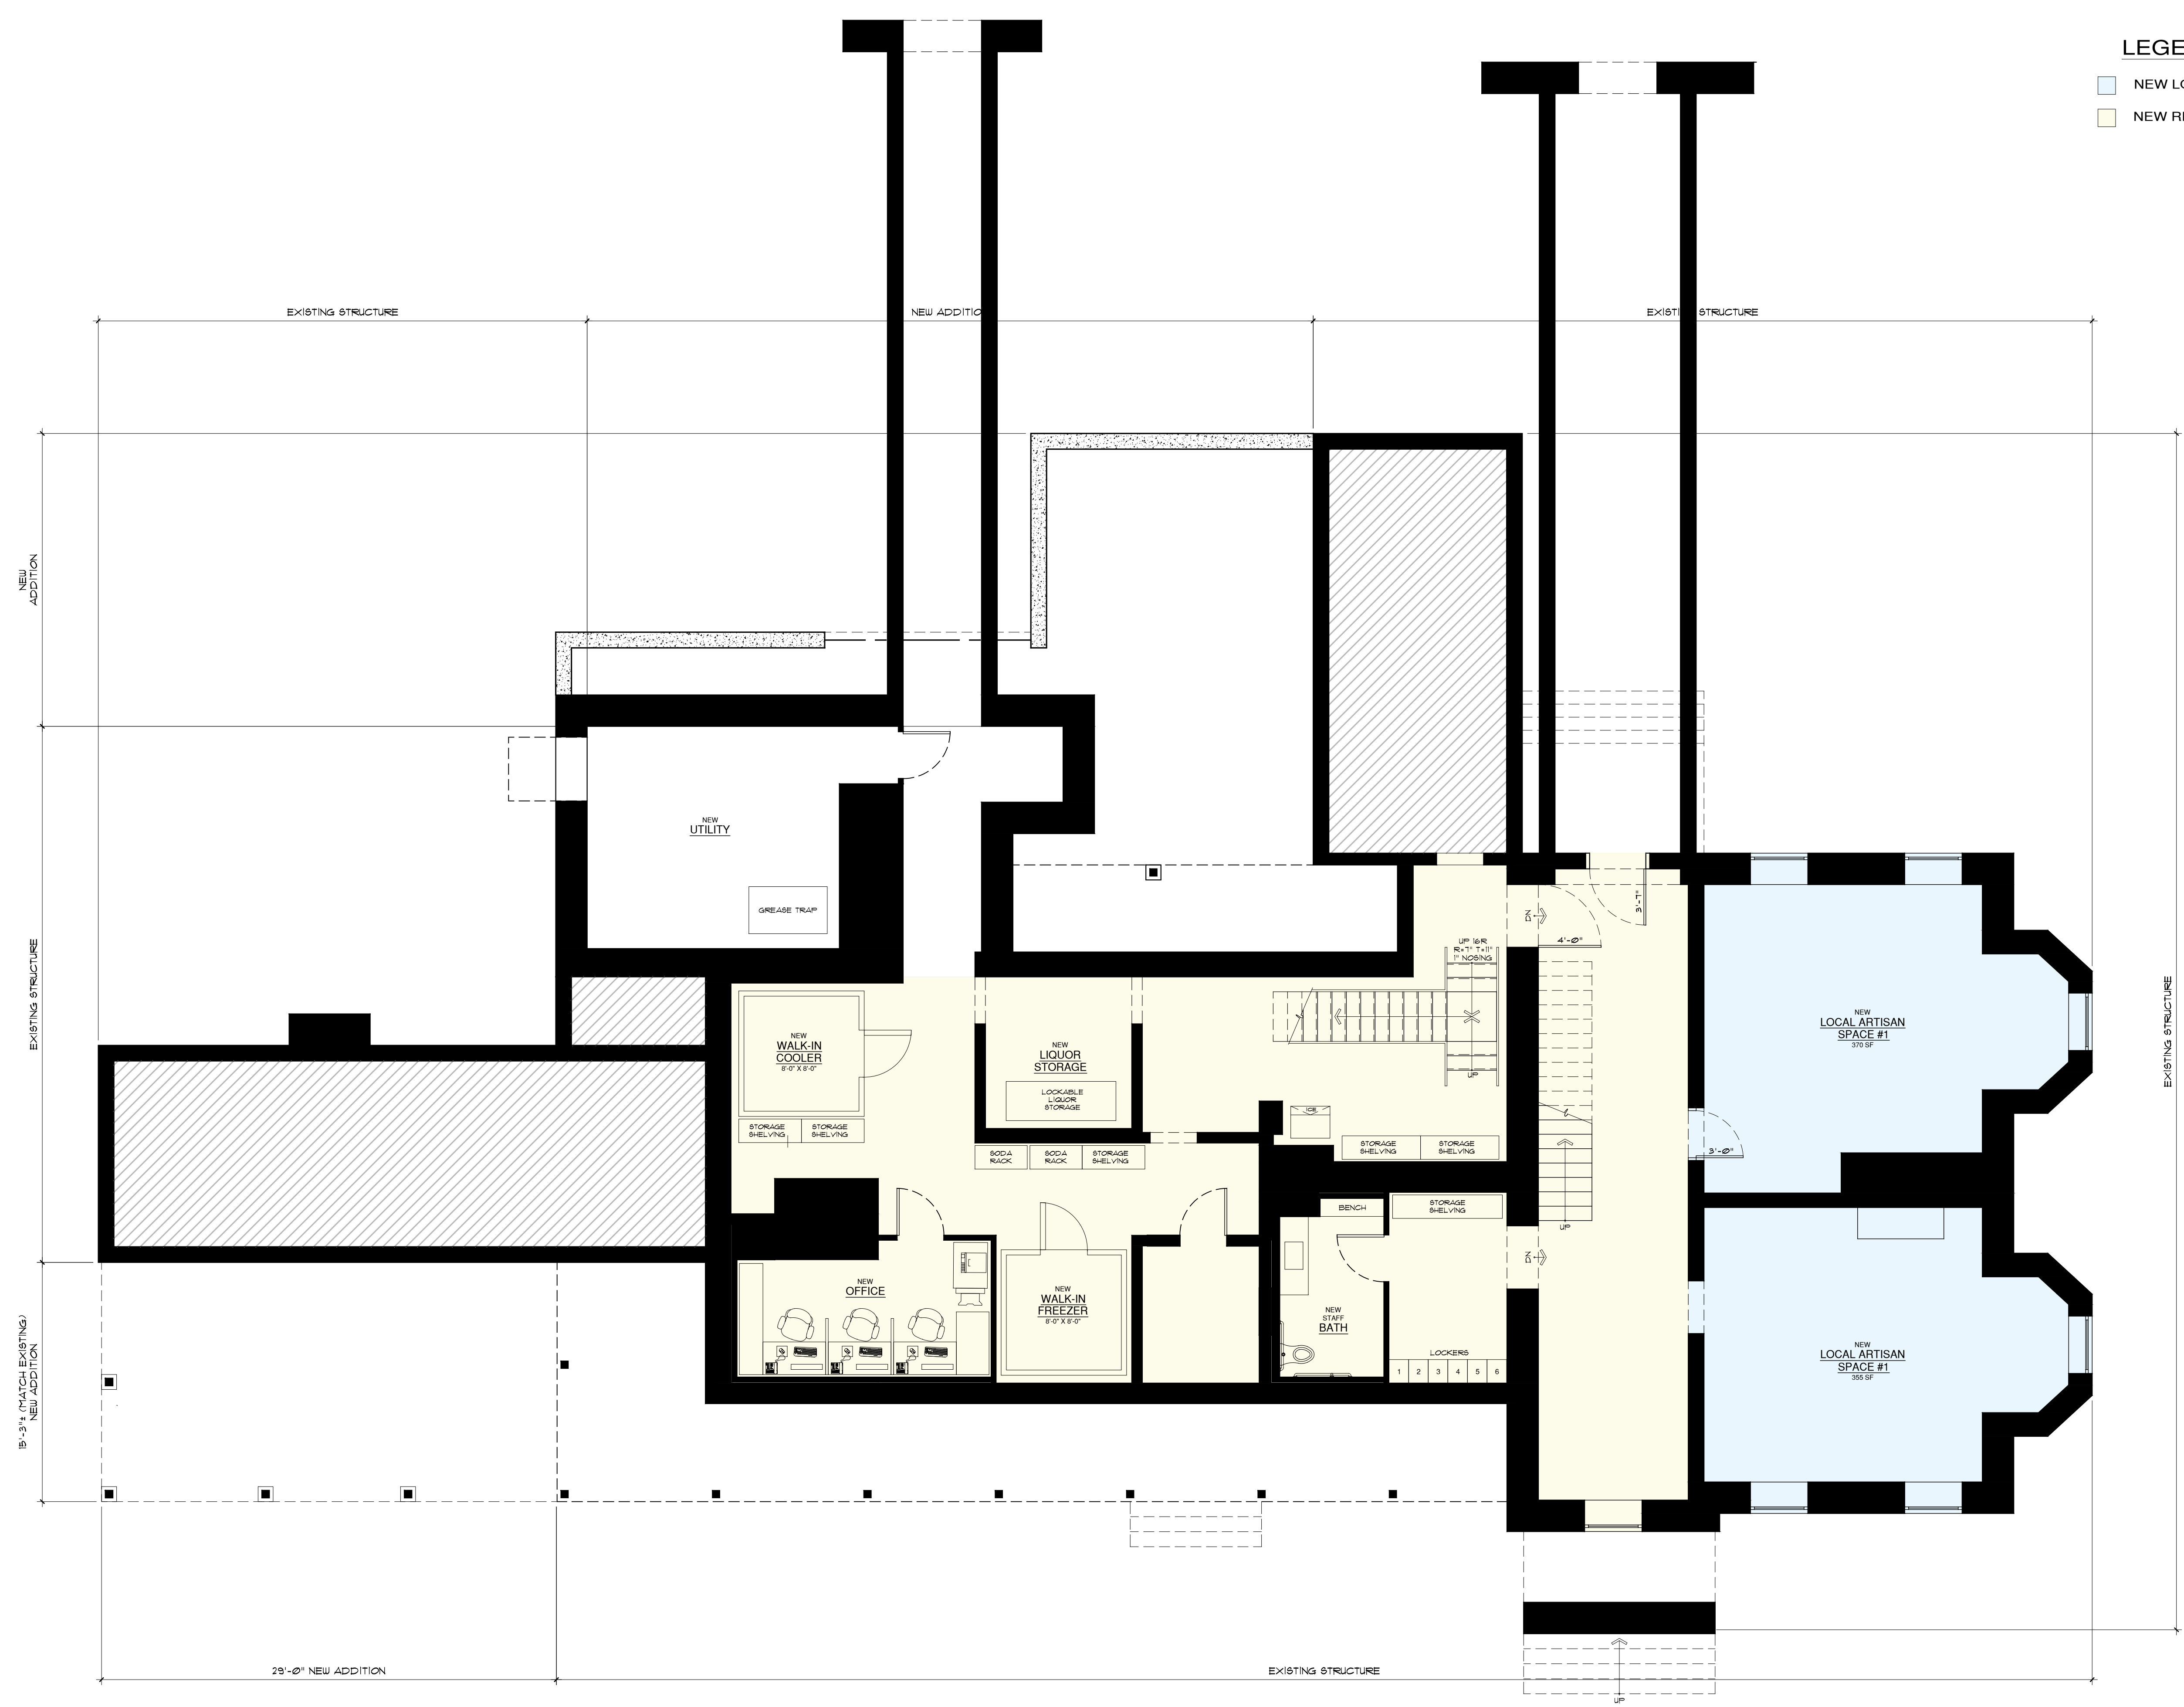 LEGE
NEW LO
NEW RE
EXISTING STRUCTURE
NEW ADDITIO
EXISTI STRUCTURE
NEW
ADDITION
EXISTING STRUCTURE
15'-3"± (MATCH EXISTING)
NEW ADDITION
EXISTING STRUCTURE
NEW
UTILITY
GREASE TRAP
UP 16R
R=7" T=11"
1" NOSING
DN
4'-0"
3'-7"
NEW
WALK-IN
COOLER
8'-0" X 8'-0"
STORAGE
SHELVING
STORAGE
SHELVING
NEW
LIQUOR
STORAGE
LOCKABLE
LIQUOR
STORAGE
SODA
RACK
SODA
RACK
STORAGE
SHELVING
UP
ICE
STORAGE
SHELVING
STORAGE
SHELVING
UP
NEW
LOCAL ARTISAN
SPACE #1
370 SF
3'-0"
NEW
OFFICE
NEW
WALK-IN
FREEZER
8'-0" X 8'-0"
BENCH
STORAGE
SHELVING
DN
NEW
STAFF
BATH
LOCKERS
1 2 3 4 5 6
NEW
LOCAL ARTISAN
SPACE #1
355 SF
29'-0" NEW ADDITION
EXISTING STRUCTURE
UP